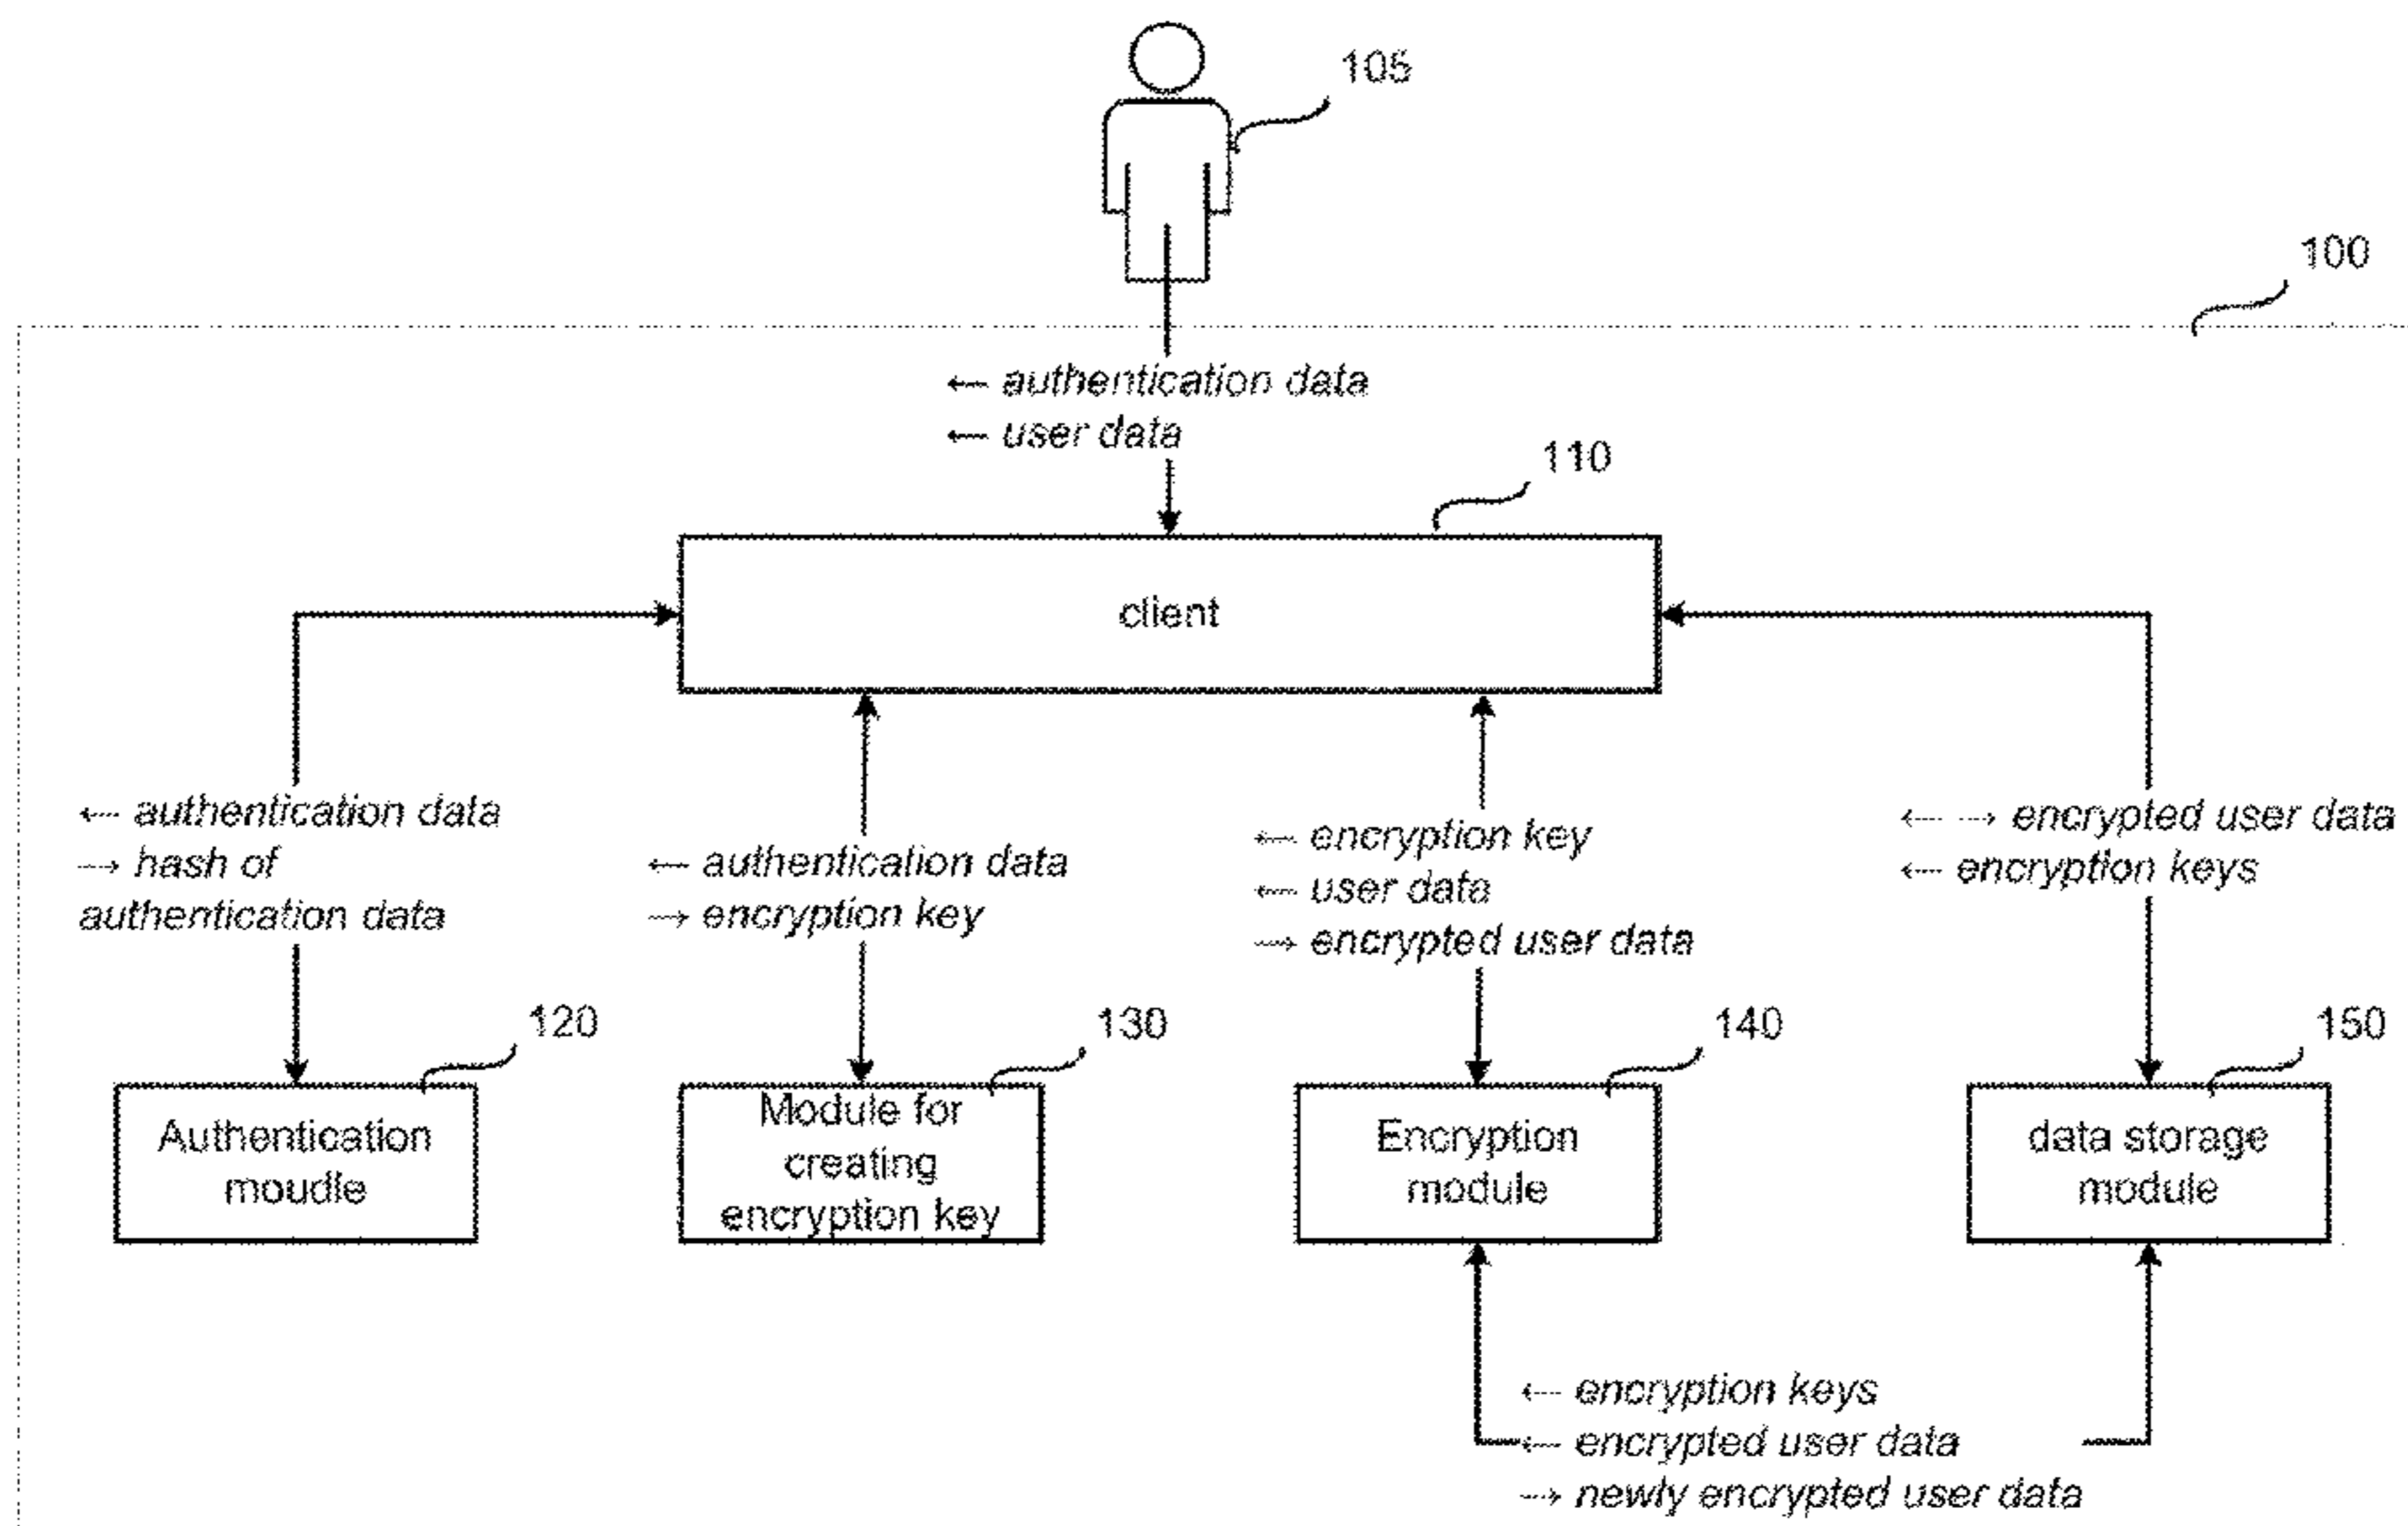 105
100
← authentication data
← user data
110
client
← authentication data
→ hash of
authentication data
← authentication data
→ encryption key
← encryption key
← user data
→ encrypted user data
← → encrypted user data
← encryption keys
120
130
140
150
Authentication
moudle
Module for
creating
encryption key
Encryption
module
data storage
module
← encryption keys
← encrypted user data
→ newly encrypted user data